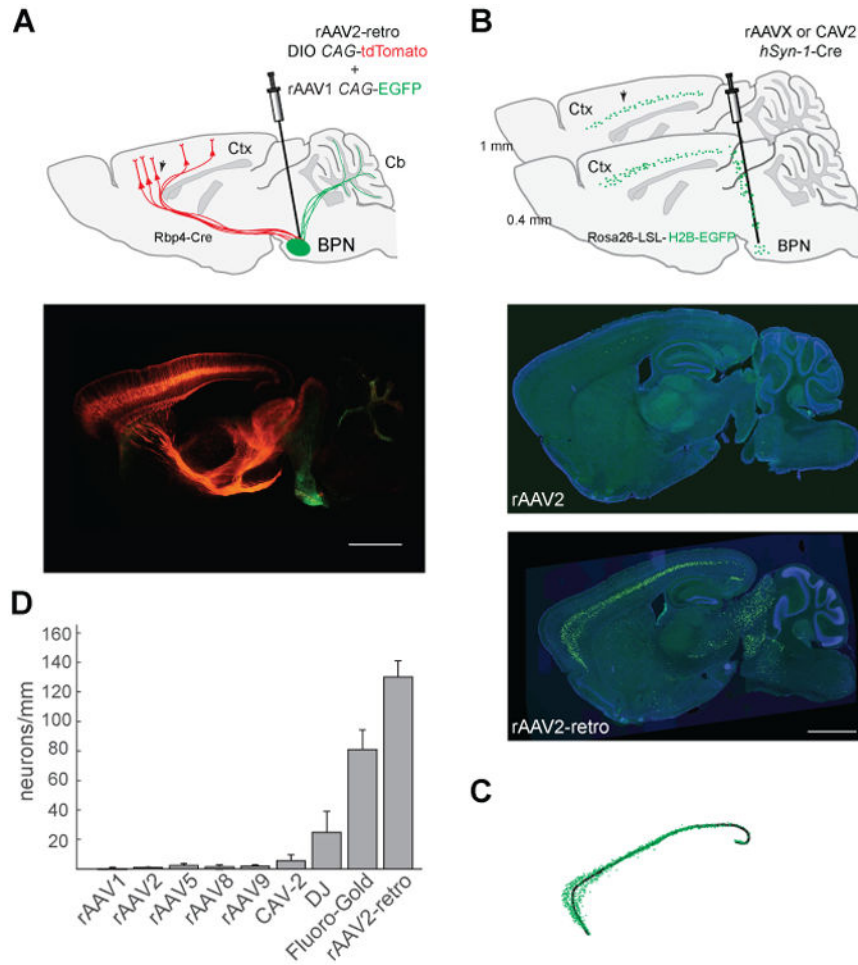 A
rAAV2-retro
DIO CAG-tdTomato
+
rAAV1 CAG-EGFP
Ctx
Cb
Rbp4-Cre
BPN
B
rAAVX or CAV2
hSyn-1-Cre
Ctx
1 mm
Ctx
0.4 mm
Rosa26-LSL-H2B-EGFP
BPN
rAAV2
rAAV2-retro
D
neurons/mm
160
140
120
100
80
60
40
20
rAAV1
rAAV2
rAAV5
rAAV8
rAAV9
CAV-2
DJ
Fluoro-Gold
rAAV2-retro
C